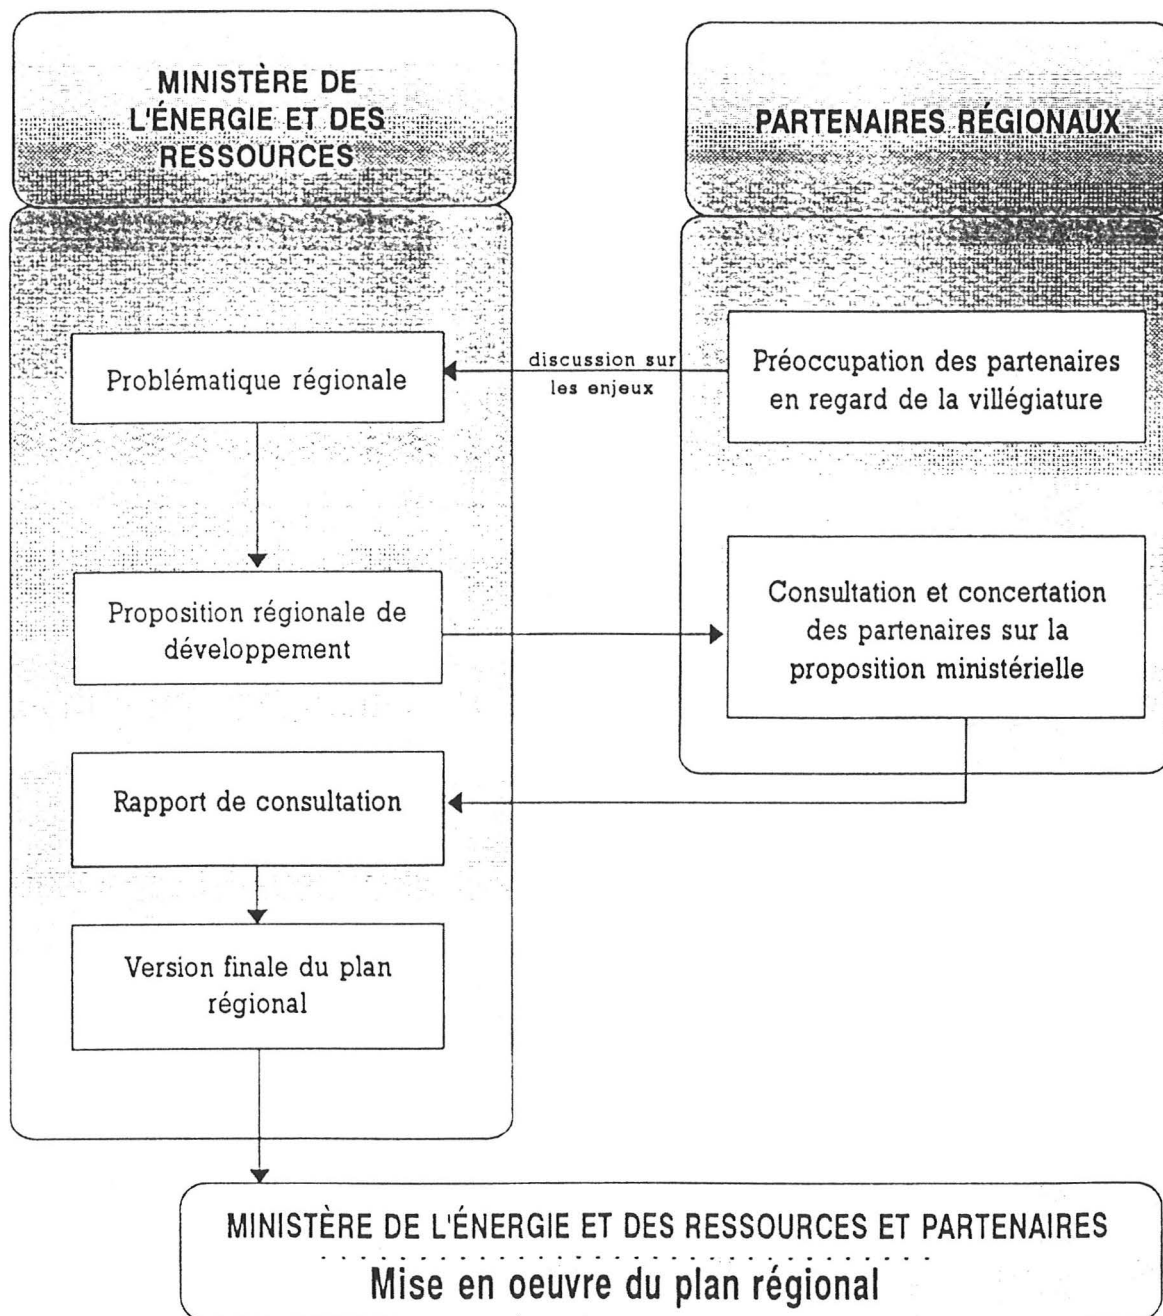 MINISTÈRE DE
L'ÉNERGIE ET DES
RESSOURCES
PARTENAIRES RÉGIONAUX
Problématique régionale
discussion sur
les enjeux
Préoccupation des partenaires
en regard de la villégiature
Proposition régionale de
développement
Consultation et concertation
des partenaires sur la
proposition ministérielle
Rapport de consultation
Version finale du plan
régional
MINISTÈRE DE L'ÉNERGIE ET DES RESSOURCES ET PARTENAIRES
Mise en oeuvre du plan régional